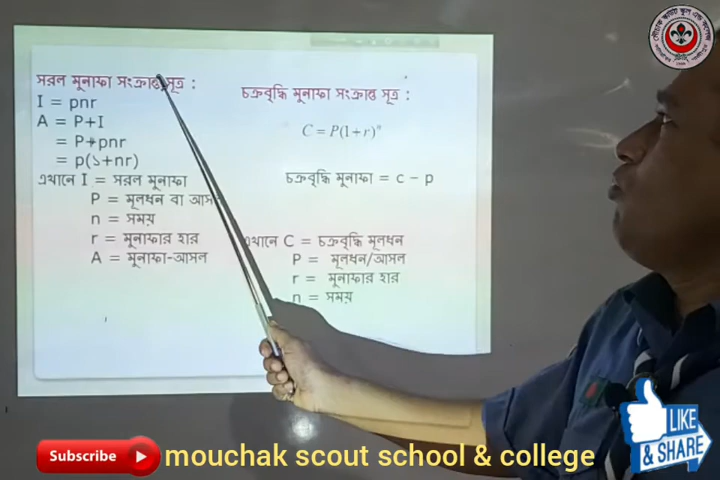 সরল মুনাফা সংক্রান্ত সূত্র :
I = pnr
A = P+I
= P+pnr
= p(১+nr)
এখানে I = সরল মুনাফা
P = মূলধন বা আস
n = সময়
r = মুনাফার হার
A = মুনাফা-আসল
চক্রবৃদ্ধি মুনাফা সংক্রান্ত সূত্র :
C = P(1+r)ⁿ
চক্রবৃদ্ধি মুনাফা = c - p
এখানে C = চক্রবৃদ্ধি মূলধন
P = মূলধন/আসল
r = মুনাফার হার
n = সময়
LIKE
& SHARE
Subscribe mouchak scout school & college